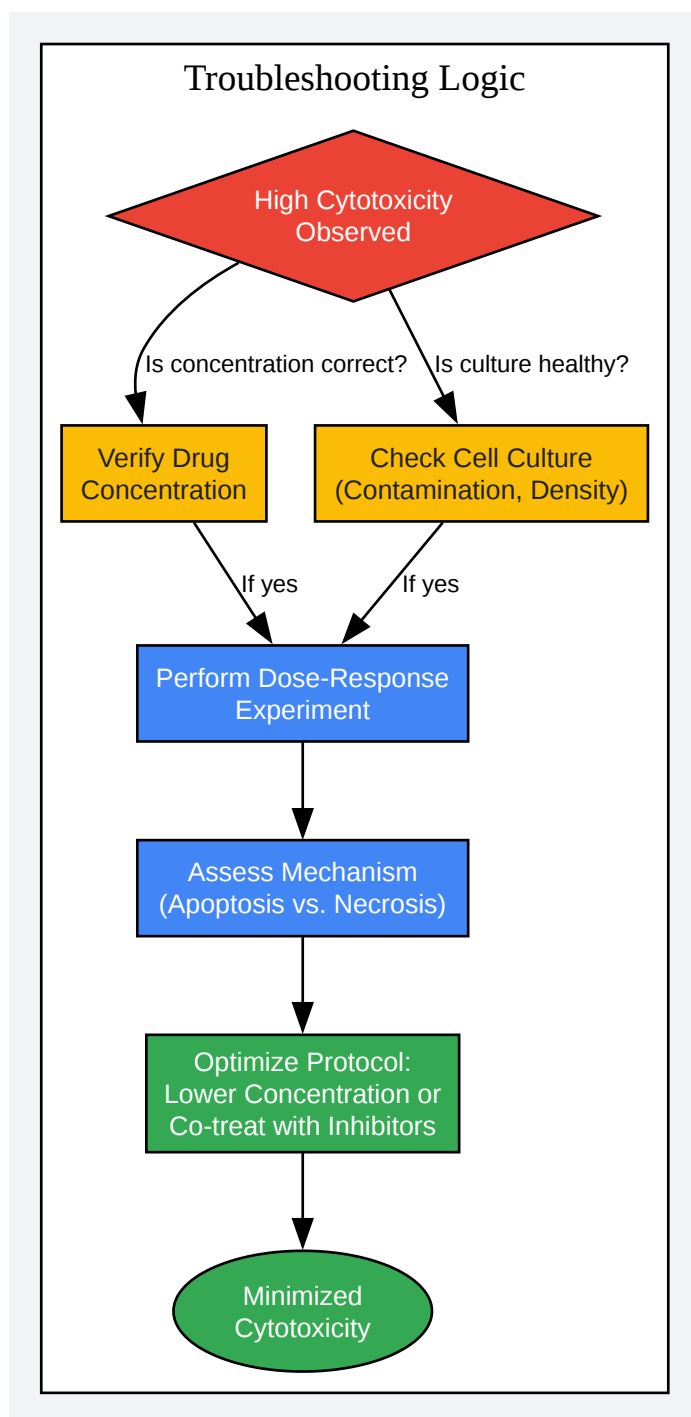 Troubleshooting Logic
High Cytotoxicity
Observed
Is concentration correct?
Is culture healthy?
Verify Drug
Concentration
Check Cell Culture
(Contamination, Density)
If yes
If yes
Perform Dose-Response
Experiment
Assess Mechanism
(Apoptosis vs. Necrosis)
Optimize Protocol:
Lower Concentration or
Co-treat with Inhibitors
Minimized
Cytotoxicity